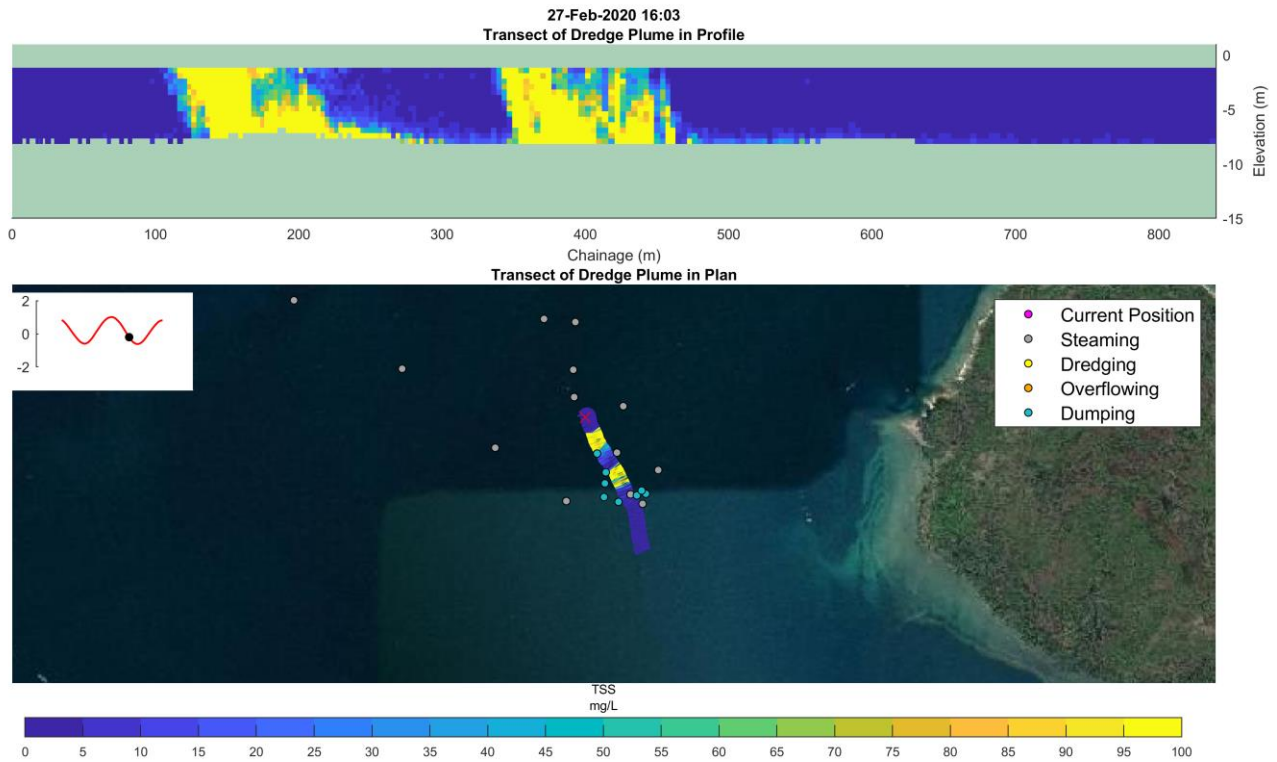 27-Feb-2020 16:03
Transect of Dredge Plume in Profile
0
-5
-10
-15
Elevation (m)
0 100 200 300 400 500 600 700 800
Chainage (m)
Transect of Dredge Plume in Plan
2
0
-2
Current Position
Steaming
Dredging
Overflowing
Dumping
TSS
mg/L
0 5 10 15 20 25 30 35 40 45 50 55 60 65 70 75 80 85 90 95 100